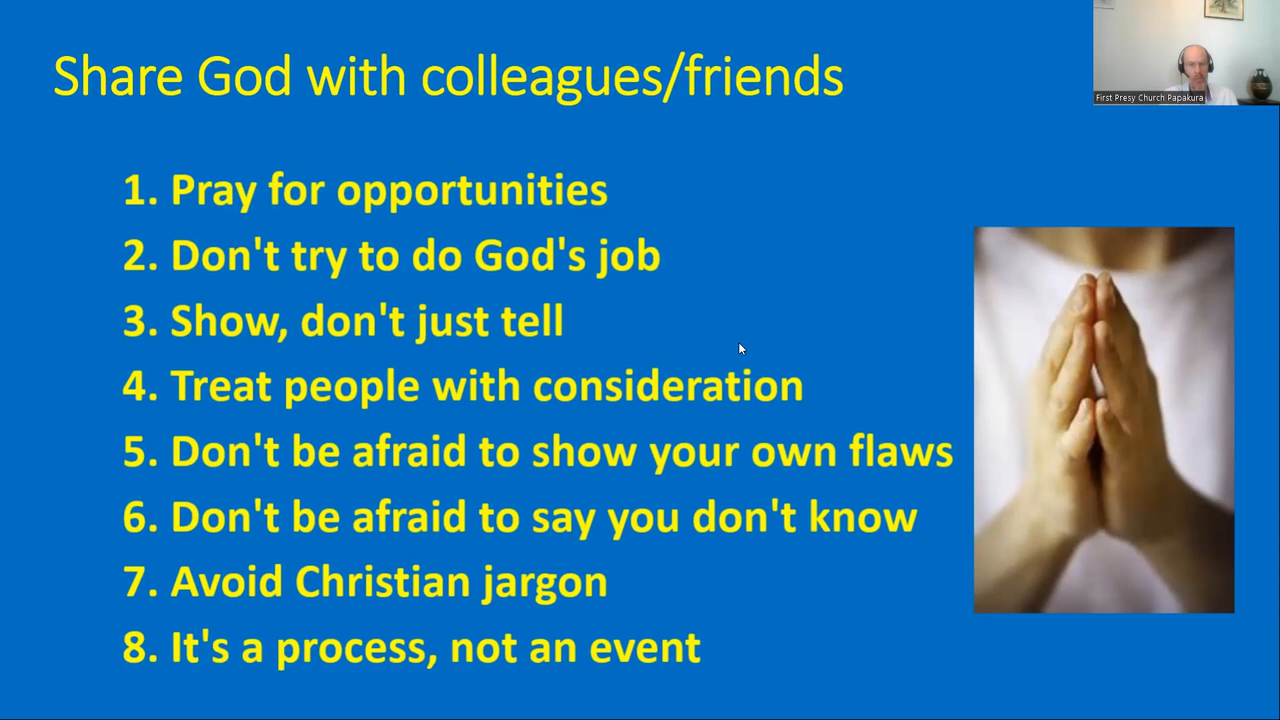 Share God with colleagues/friends
First Presy Church Papakura
1. Pray for opportunities
2. Don't try to do God's job
3. Show, don't just tell
4. Treat people with consideration
5. Don't be afraid to show your own flaws
6. Don't be afraid to say you don't know
7. Avoid Christian jargon
8. It's a process, not an event